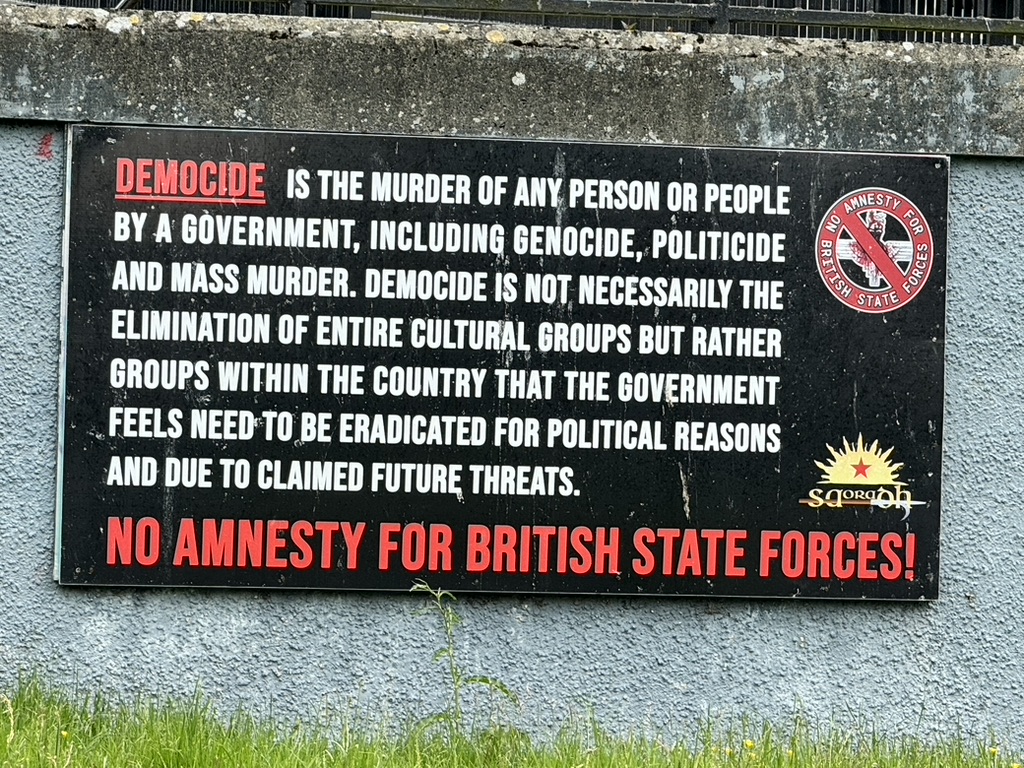 DEMOCIDE IS THE MURDER OF ANY PERSON OR PEOPLE
BY A GOVERNMENT, INCLUDING GENOCIDE, POLITICIDE
AND MASS MURDER. DEMOCIDE IS NOT NECESSARILY THE
ELIMINATION OF ENTIRE CULTURAL GROUPS BUT RATHER
GROUPS WITHIN THE COUNTRY THAT THE GOVERNMENT
FEELS NEED TO BE ERADICATED FOR POLITICAL REASONS
AND DUE TO CLAIMED FUTURE THREATS.
NO AMNESTY FOR BRITISH STATE FORCES!
NO AMNESTY FOR
BRITISH STATE FORCES
saoradh